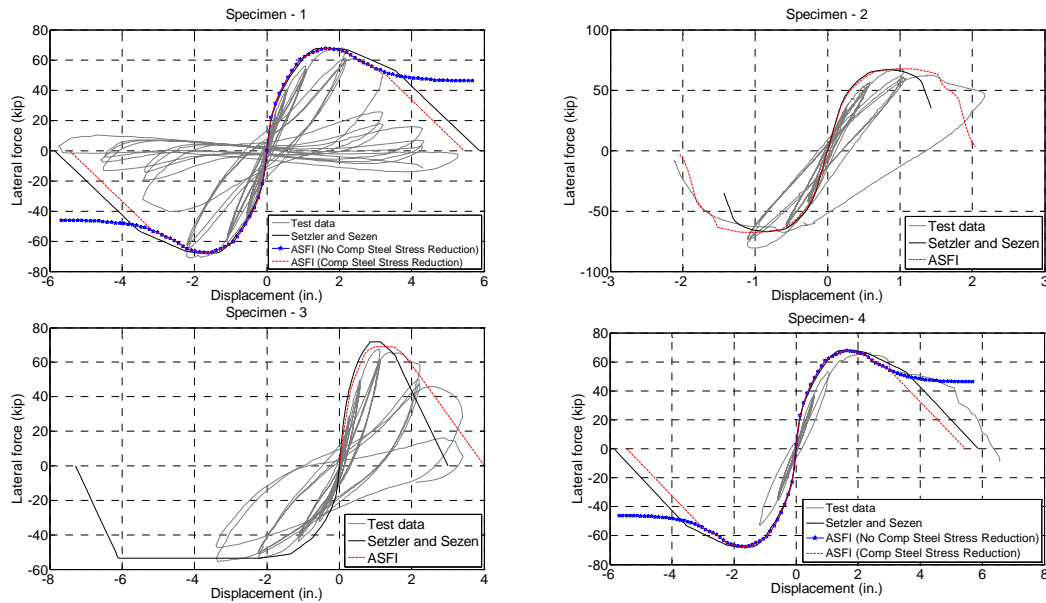 Specimen - 1
80
60
40
20
0
-20
-40
-60
-80
Lateral force (kip)
-6 -4 -2 0 2 4 6
Displacement (in.)
Test data
Setzler and Sezen
ASFI (No Comp Steel Stress Reduction)
ASFI (Comp Steel Stress Reduction)
Specimen - 2
100
50
0
-50
-100
Lateral force (kip)
-3 -2 -1 0 1 2 3
Displacement (in.)
Test data
Setzler and Sezen
ASFI
Specimen - 3
80
60
40
20
0
-20
-40
-60
Lateral force (kip)
-8 -6 -4 -2 0 2 4
Displacement (in.)
Test data
Setzler and Sezen
ASFI
Specimen- 4
80
60
40
20
0
-20
-40
-60
-80
Lateral force (kip)
-6 -4 -2 0 2 4 6 8
Displacement (in.)
Test data
Setzler and Sezen
ASFI (No Comp Steel Stress Reduction)
ASFI (Comp Steel Stress Reduction)